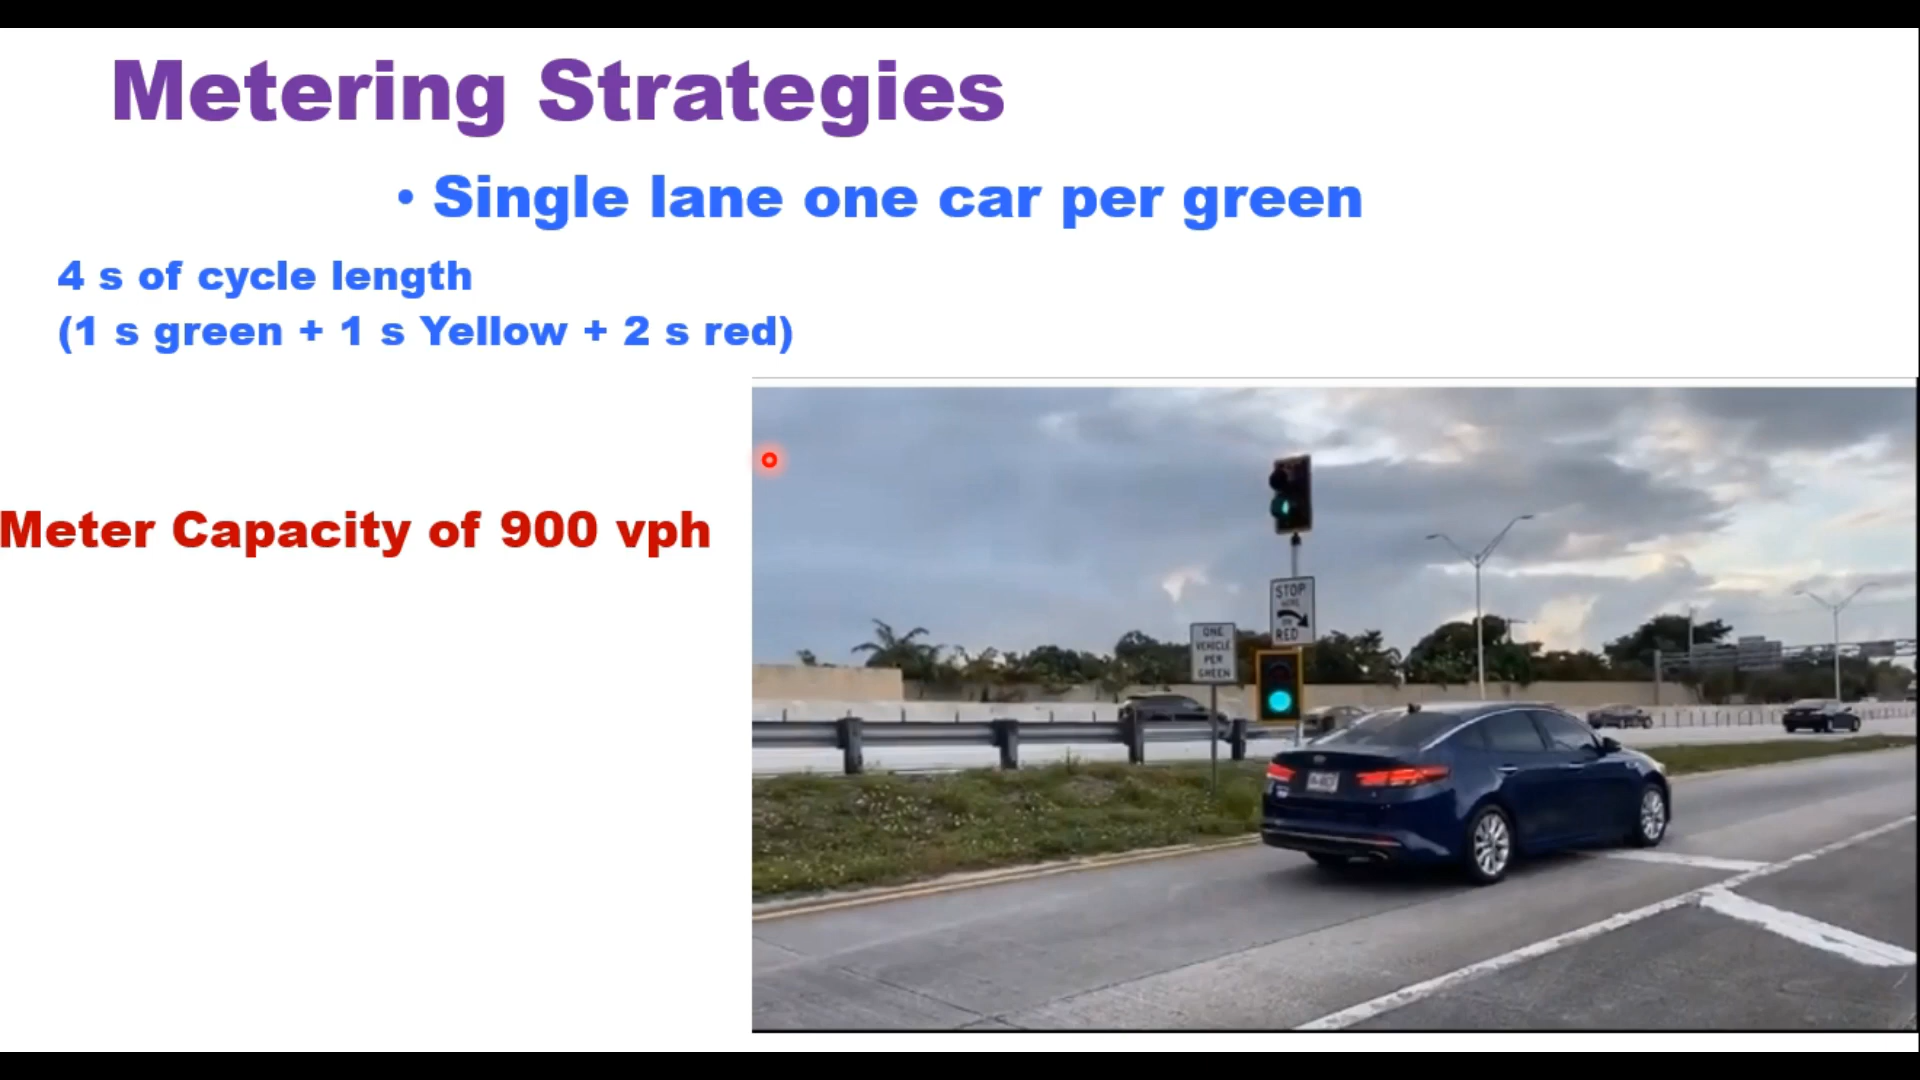 Metering Strategies
• Single lane one car per green
4 s of cycle length
(1 s green + 1 s Yellow + 2 s red)
Meter Capacity of 900 vph
STOP
HERE
ON
RED
ONE
VEHICLE
PER
GREEN